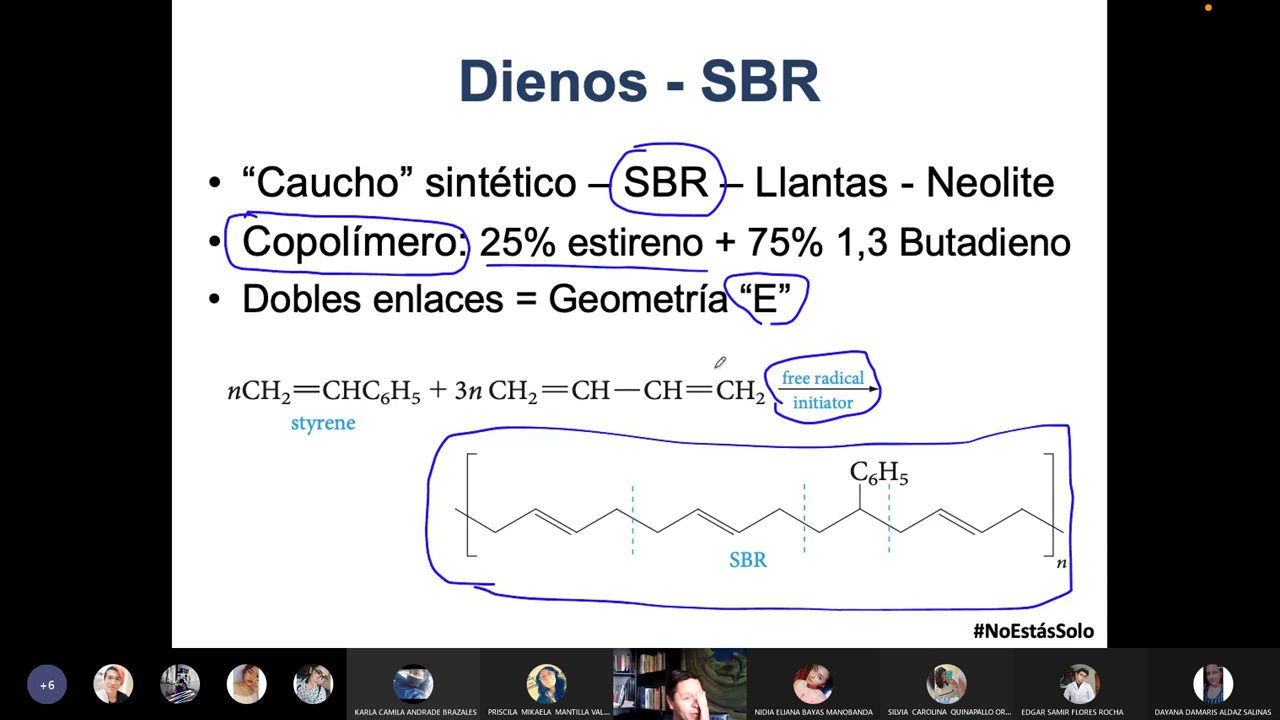 Dienos - SBR
• “Caucho” sintético – SBR – Llantas - Neolite
• Copolímero: 25% estireno + 75% 1,3 Butadieno
• Dobles enlaces = Geometría “E”
nCH₂═CHC₆H₅ + 3n CH₂═CH—CH═CH₂
free radical
initiator
styrene
C₆H₅
SBR
n
#NoEstásSolo
+6
KARLA CAMILA ANDRADE BRAZALES
PRISCILA MIKAELA MANTILLA VAL...
NIDIA ELIANA BAYAS MANOBANDA
SILVIA CAROLINA QUINAPALLO OR...
EDGAR SAMIR FLORES ROCHA
DAYANA DAMARIS ALDAZ SALINAS